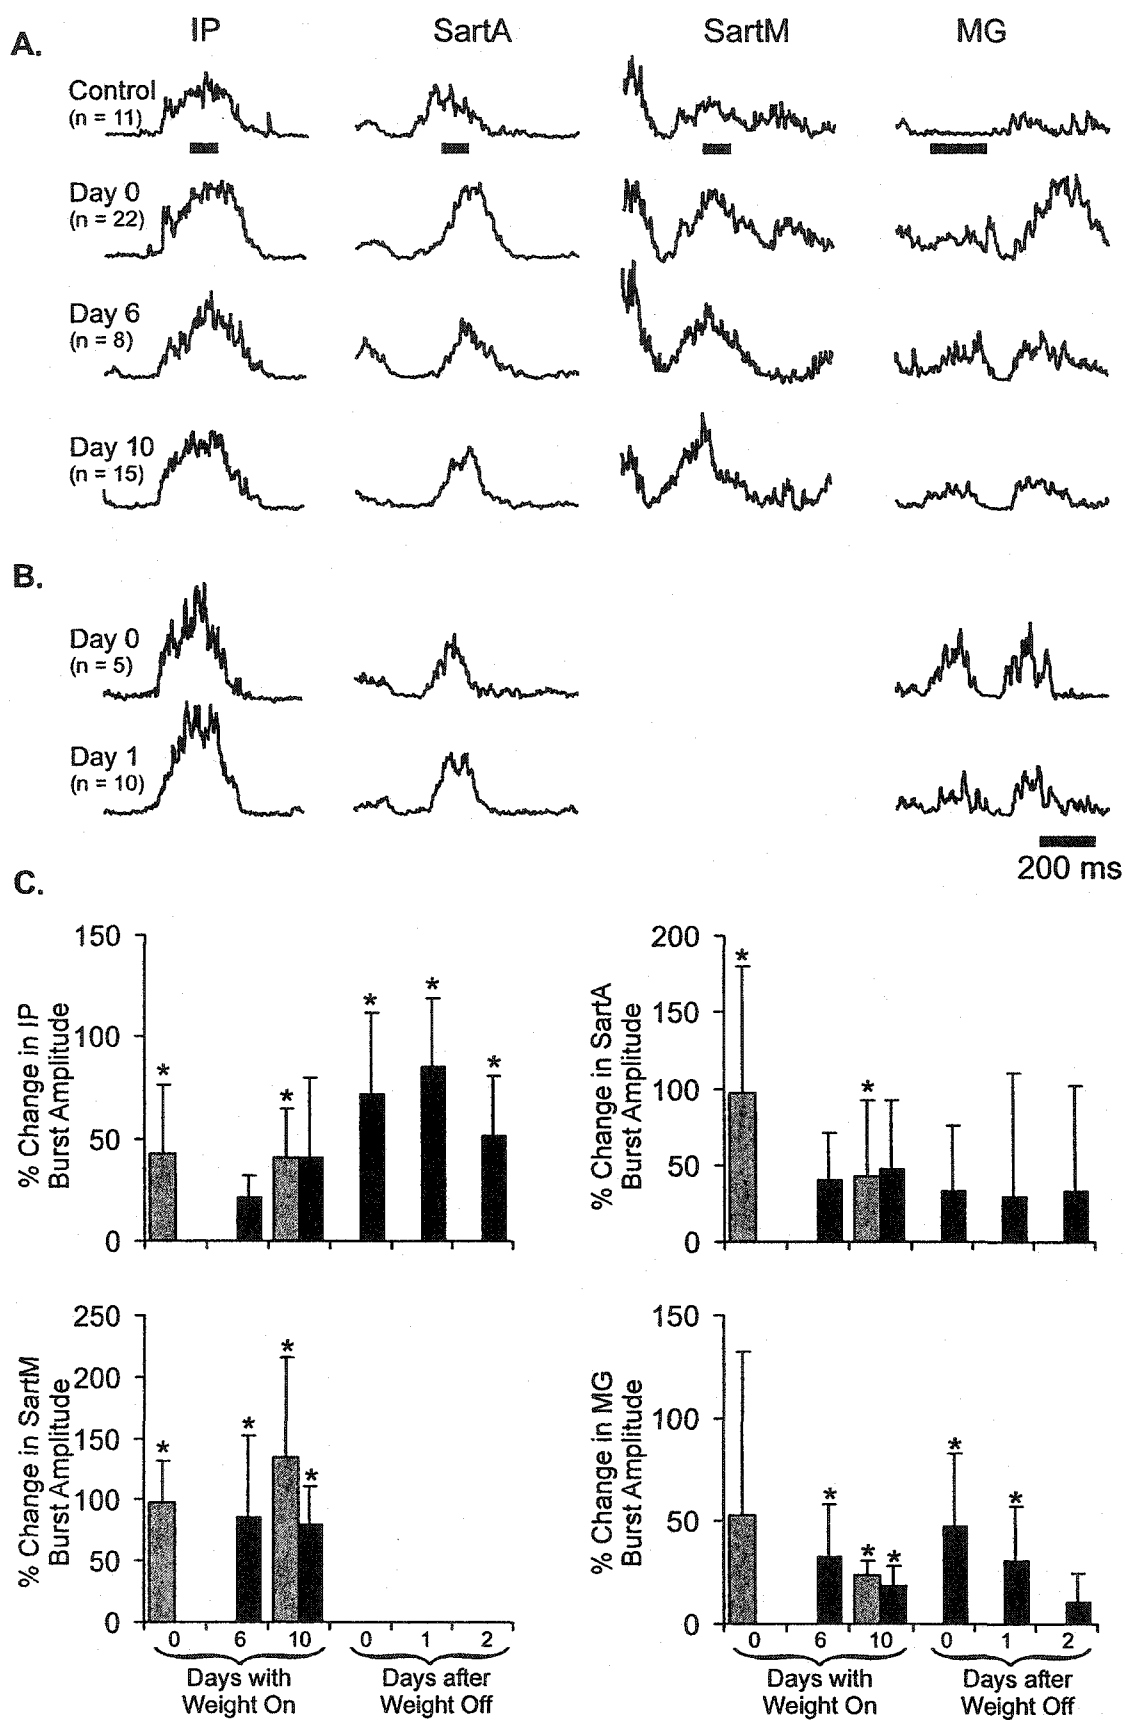 A.
IP SartA SartM MG
Control
(n = 11)
Day 0
(n = 22)
Day 6
(n = 8)
Day 10
(n = 15)
B.
Day 0
(n = 5)
Day 1
(n = 10)
200 ms
C.
% Change in IP
Burst Amplitude
150
100
50
0
*
*
*
*
*
% Change in SartA
Burst Amplitude
200
150
100
50
0
*
*
% Change in SartM
Burst Amplitude
250
200
150
100
50
0
*
*
*
*
0 6 10 0 1 2
Days with
Weight On
Days after
Weight Off
% Change in MG
Burst Amplitude
150
100
50
0
*
*
*
*
*
0 6 10 0 1 2
Days with
Weight On
Days after
Weight Off